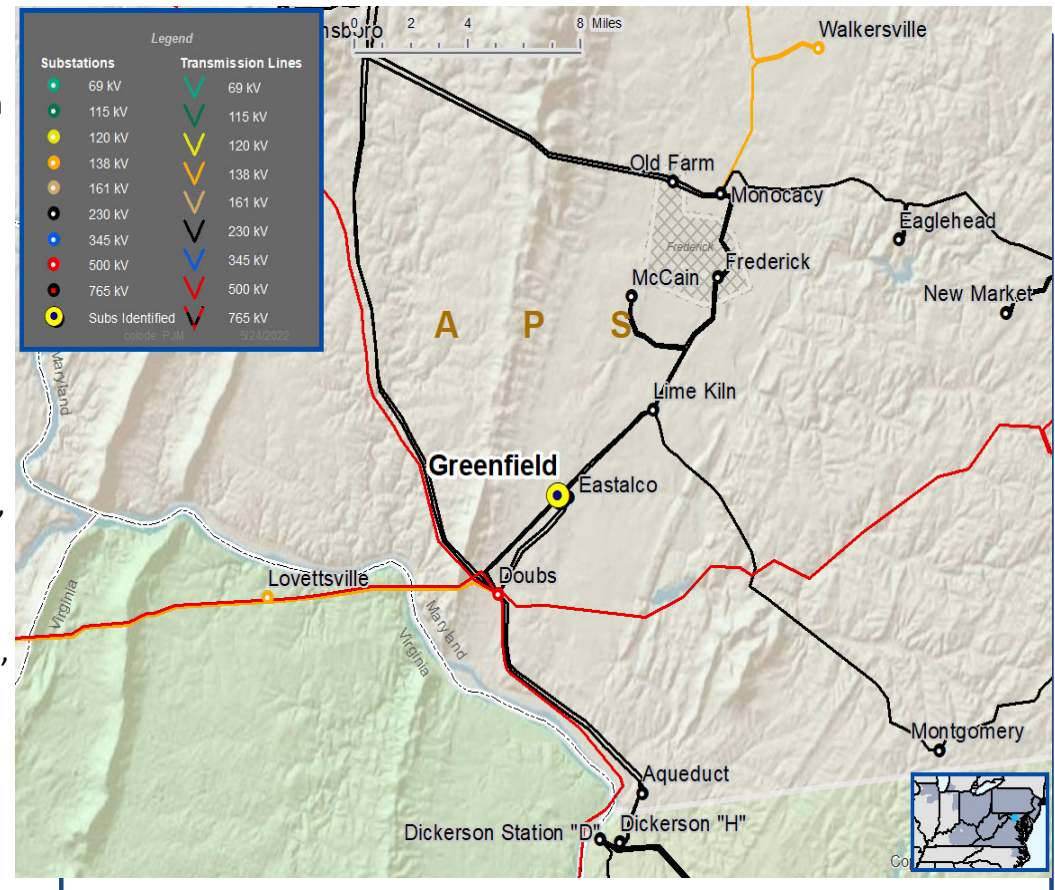 Legend
Substations
Transmission Lines
69 kV
69 kV
115 kV
115 kV
120 kV
120 kV
138 kV
138 kV
161 kV
161 kV
230 kV
230 kV
345 kV
345 kV
500 kV
500 kV
765 kV
Subs Identified
765 kV
colode; PJM
5/24/2022
nsboro
0 2 4 8 Miles
Walkersville
Old Farm
Monocacy
Eaglehead
Frederick
Frederick
McCain
New Market
A P S
Maryland
Lime Kiln
Greenfield
Eastalco
Lovettsville
Doubs
Virginia
Maryland
Virginia
Montgomery
Aqueduct
Dickerson Station "D"
Dickerson "H"
Co